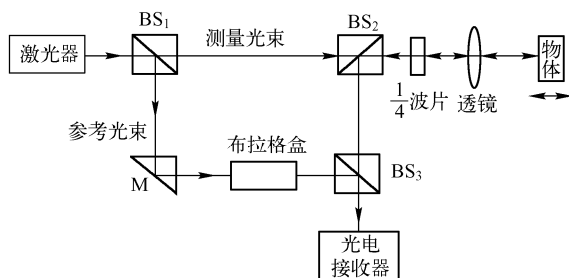 BS₁
BS₂
测量光束
激光器
物体
1/4 波片
透镜
参考光束
布拉格盒
M
BS₃
光电
接收器